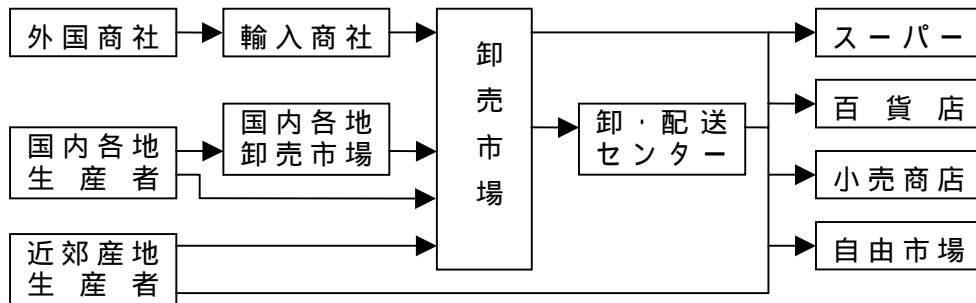 外国商社
輸入商社
卸売市場
スーパー
百貨店
国内各地
生産者
国内各地
卸売市場
卸・配送
センター
小売商店
近郊産地
生産者
自由市場